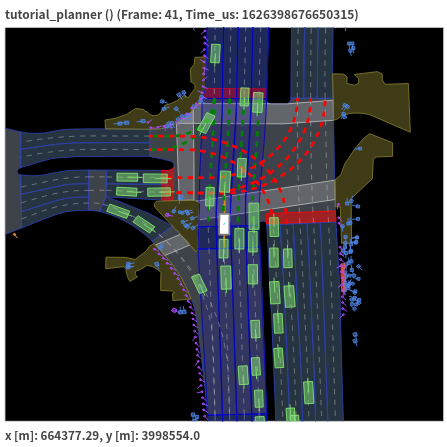 tutorial_planner () (Frame: 41, Time_us: 1626398676650315)
x [m]: 664377.29, y [m]: 3998554.0